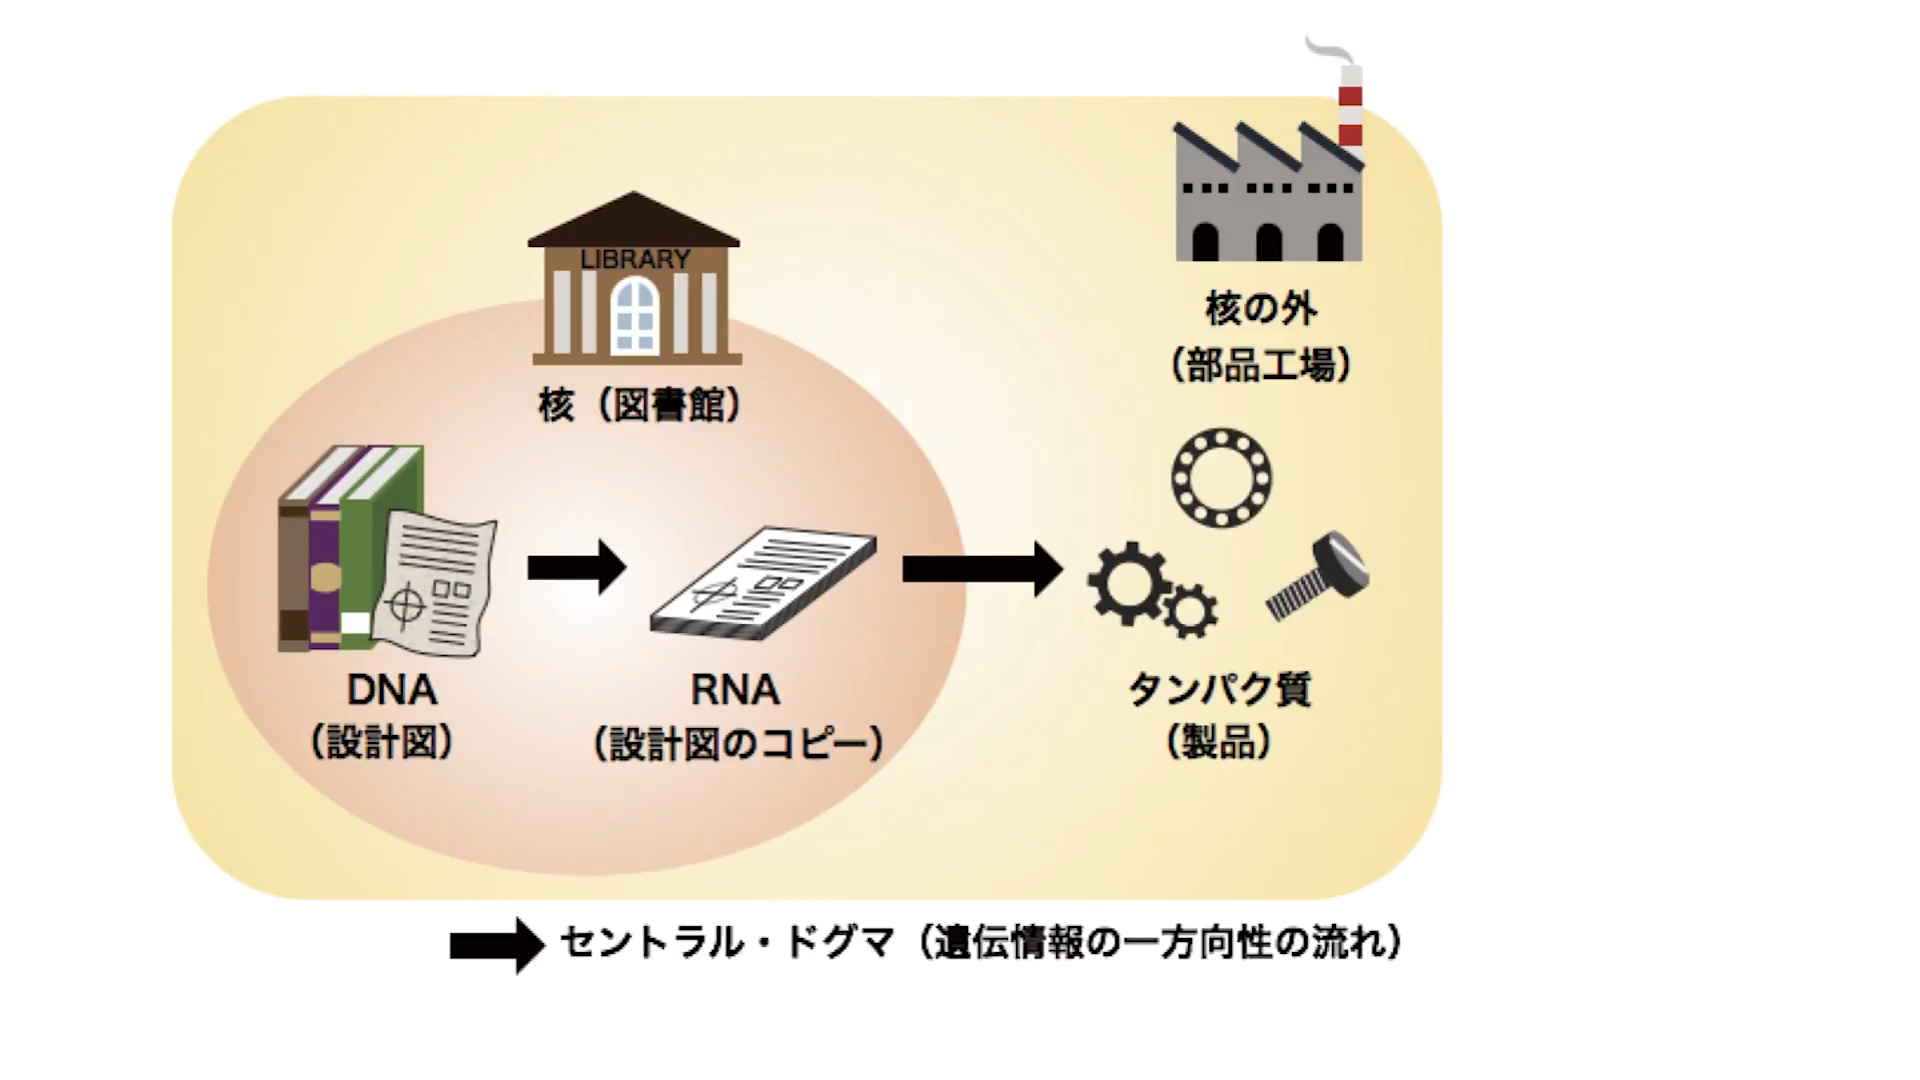 LIBRARY
核（図書館）
核の外
（部品工場）
DNA
（設計図）
RNA
（設計図のコピー）
タンパク質
（製品）
セントラル・ドグマ（遺伝情報の一方向性の流れ）